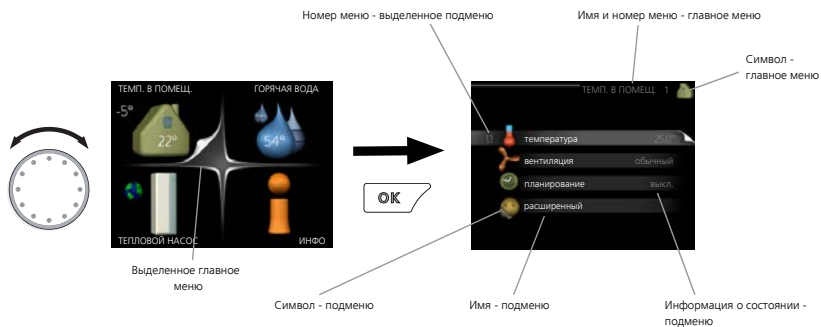 Номер меню - выделенное подменю
Имя и номер меню - главное меню
Символ -
главное меню
ТЕМП. В ПОМЕЩ.
ГОРЯЧАЯ ВОДА
-5°
22°
54°
ТЕПЛОВОЙ НАСОС
ИНФО
OK
ТЕМП. В ПОМЕЩ. 1
1.1 температура
вентиляция обычный
планирование выкл.
расширенный
Выделенное главное
меню
Символ - подменю
Имя - подменю
Информация о состоянии -
подменю